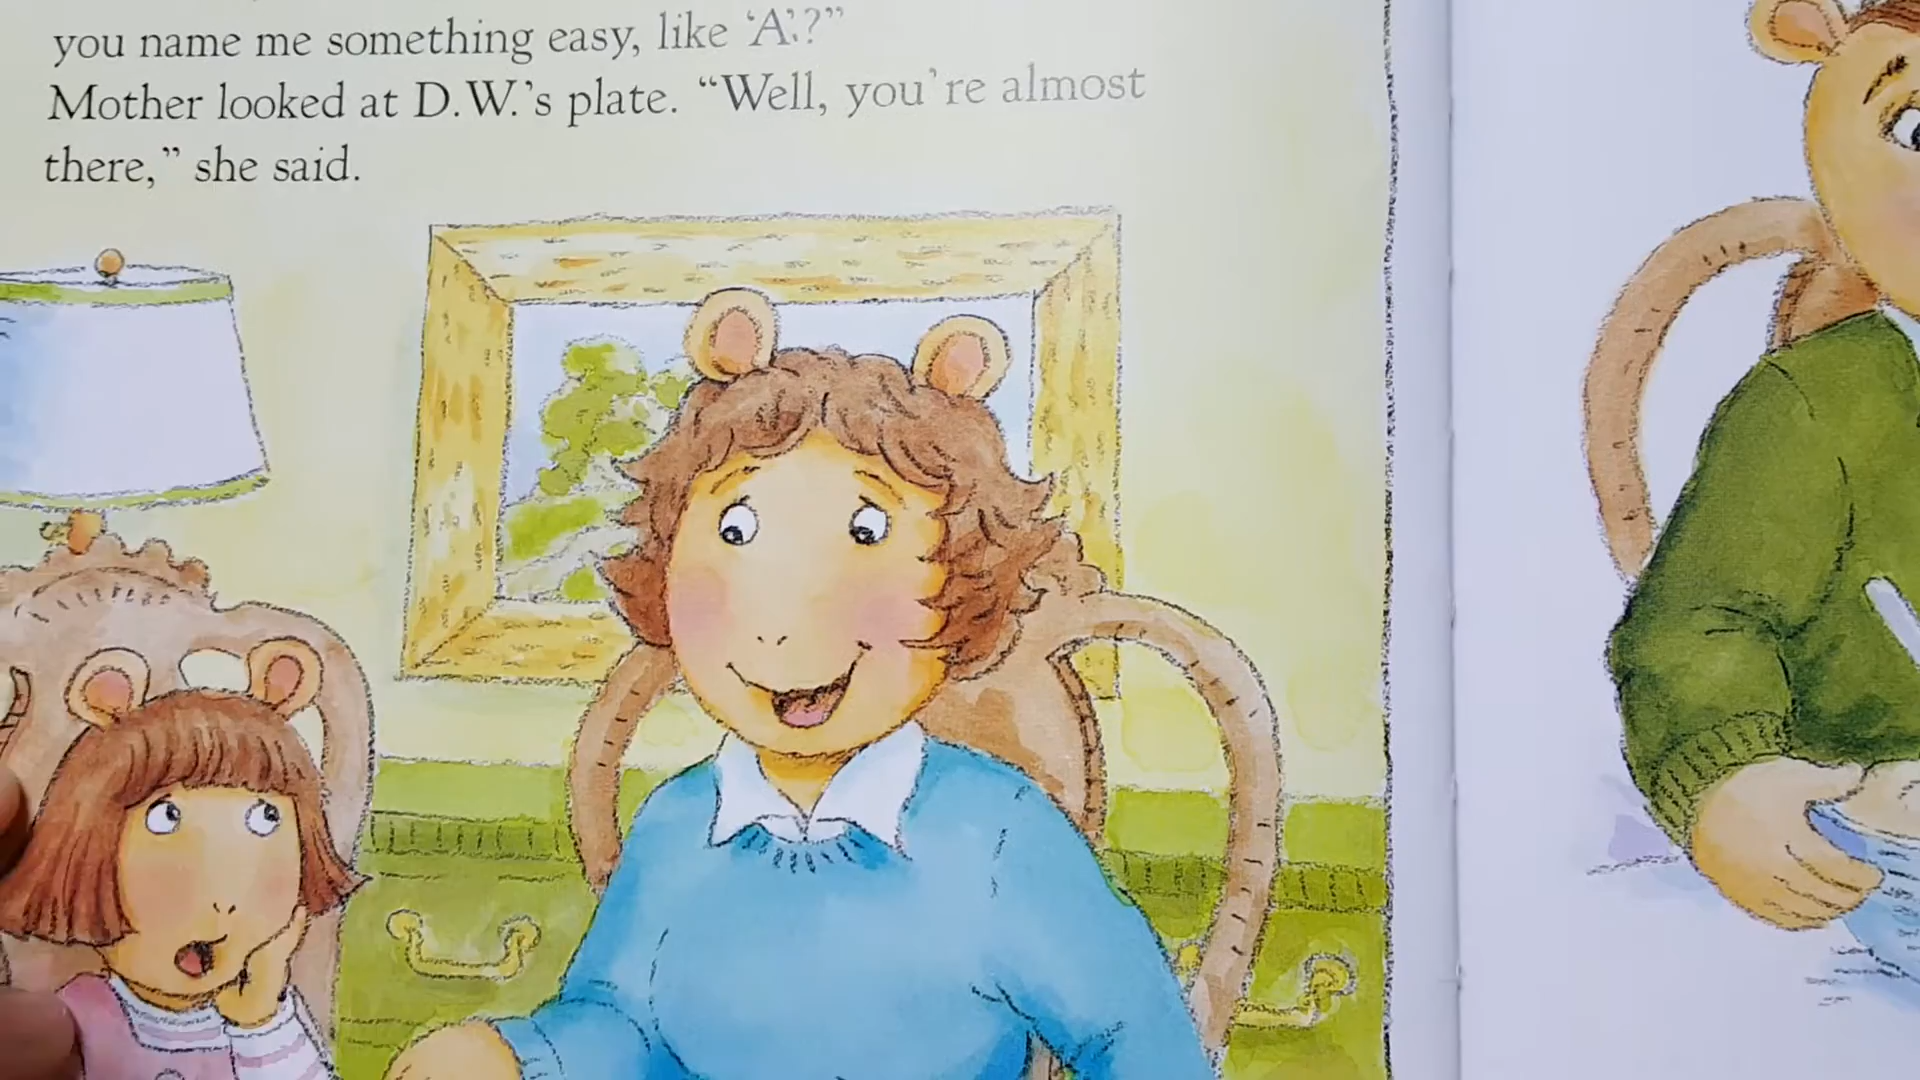 you name me something easy, like ‘A’?”
Mother looked at D.W.’s plate. “Well, you’re almost
there,” she said.